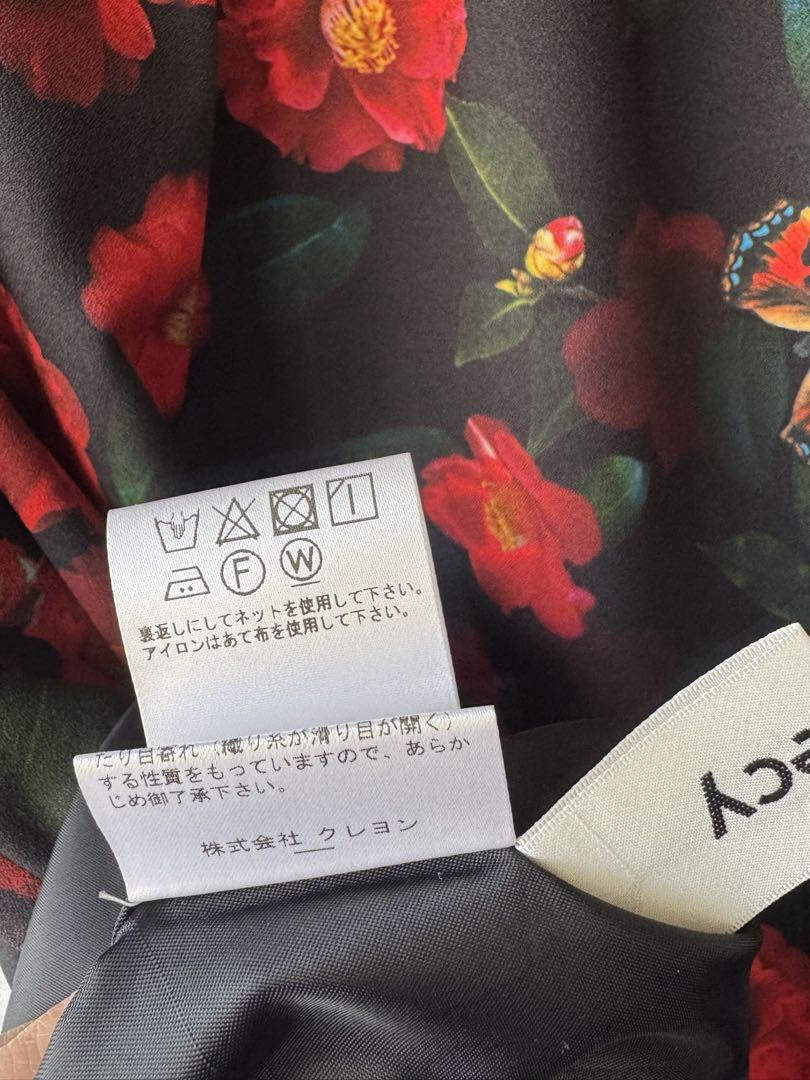 F W
裏返しにしてネットを使用して下さい。
アイロンはあて布を使用して下さい。
たり目寄れ（織り糸が滑り目が開く）
する性質をもっていますので、あらか
じめ御了承下さい。
株式会社 クレヨン
cy